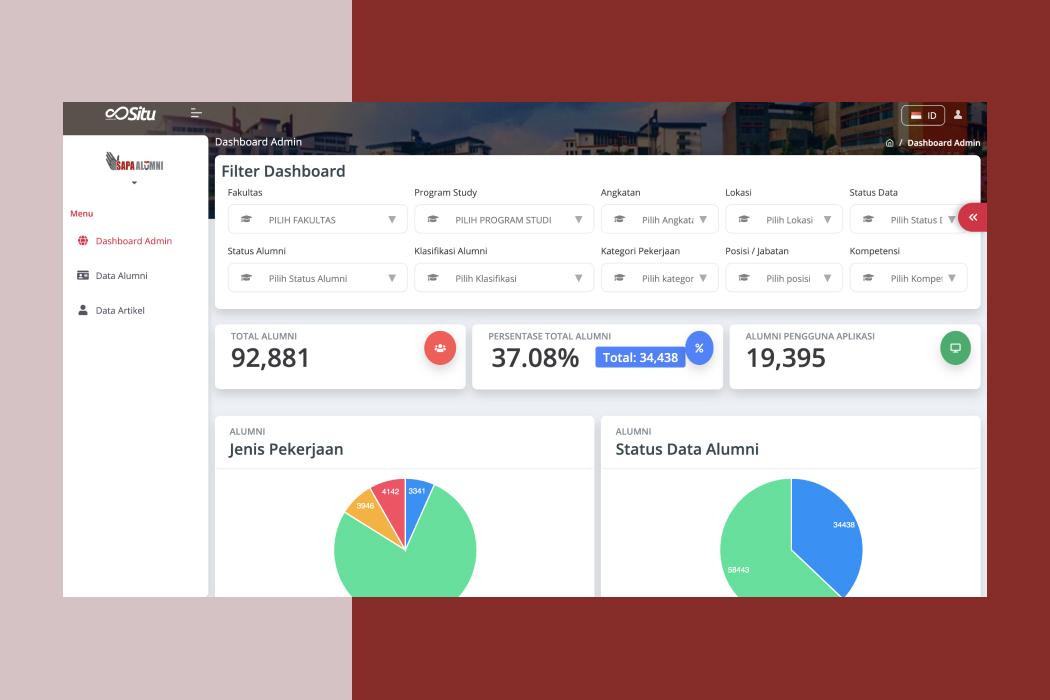 Situ
ID
Dashboard Admin
/ Dashboard Admin
SAPA ALUMNI
Menu
Dashboard Admin
Data Alumni
Data Artikel
Filter Dashboard
Fakultas
Program Study
Angkatan
Lokasi
Status Data
PILIH FAKULTAS
PILIH PROGRAM STUDI
Pilih Angkata
Pilih Lokasi
Pilih Status D
Status Alumni
Klasifikasi Alumni
Kategori Pekerjaan
Posisi / Jabatan
Kompetensi
Pilih Status Alumni
Pilih Klasifikasi
Pilih kategor
Pilih posisi
Pilih Kompet
TOTAL ALUMNI
92,881
PERSENTASE TOTAL ALUMNI
37.08%
Total: 34,438
%
ALUMNI PENGGUNA APLIKASI
19,395
ALUMNI
Jenis Pekerjaan
3946
4142
3341
ALUMNI
Status Data Alumni
34438
58443